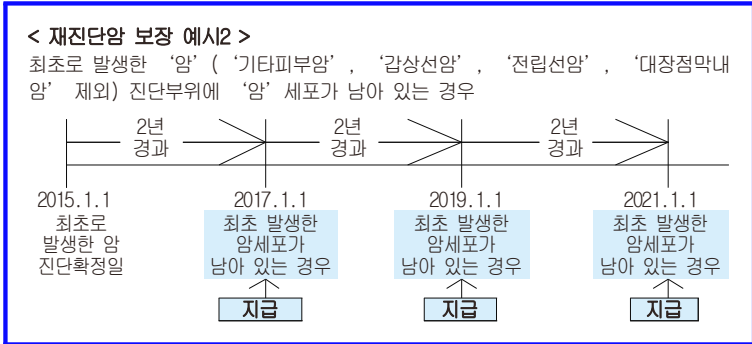 < 재진단암 보장 예시2 >
최초로 발생한 ‘암’ ( ‘기타피부암’ , ‘갑상선암’ , ‘전립선암’ , ‘대장점막내
암’ 제외) 진단부위에 ‘암’ 세포가 남아 있는 경우
2년 2년 2년
경과 경과 경과
2015.1.1 2017.1.1 2019.1.1 2021.1.1
최초로 최초 발생한 최초 발생한 최초 발생한
발생한 암 암세포가 암세포가 암세포가
진단확정일 남아 있는 경우 남아 있는 경우 남아 있는 경우
지급 지급 지급